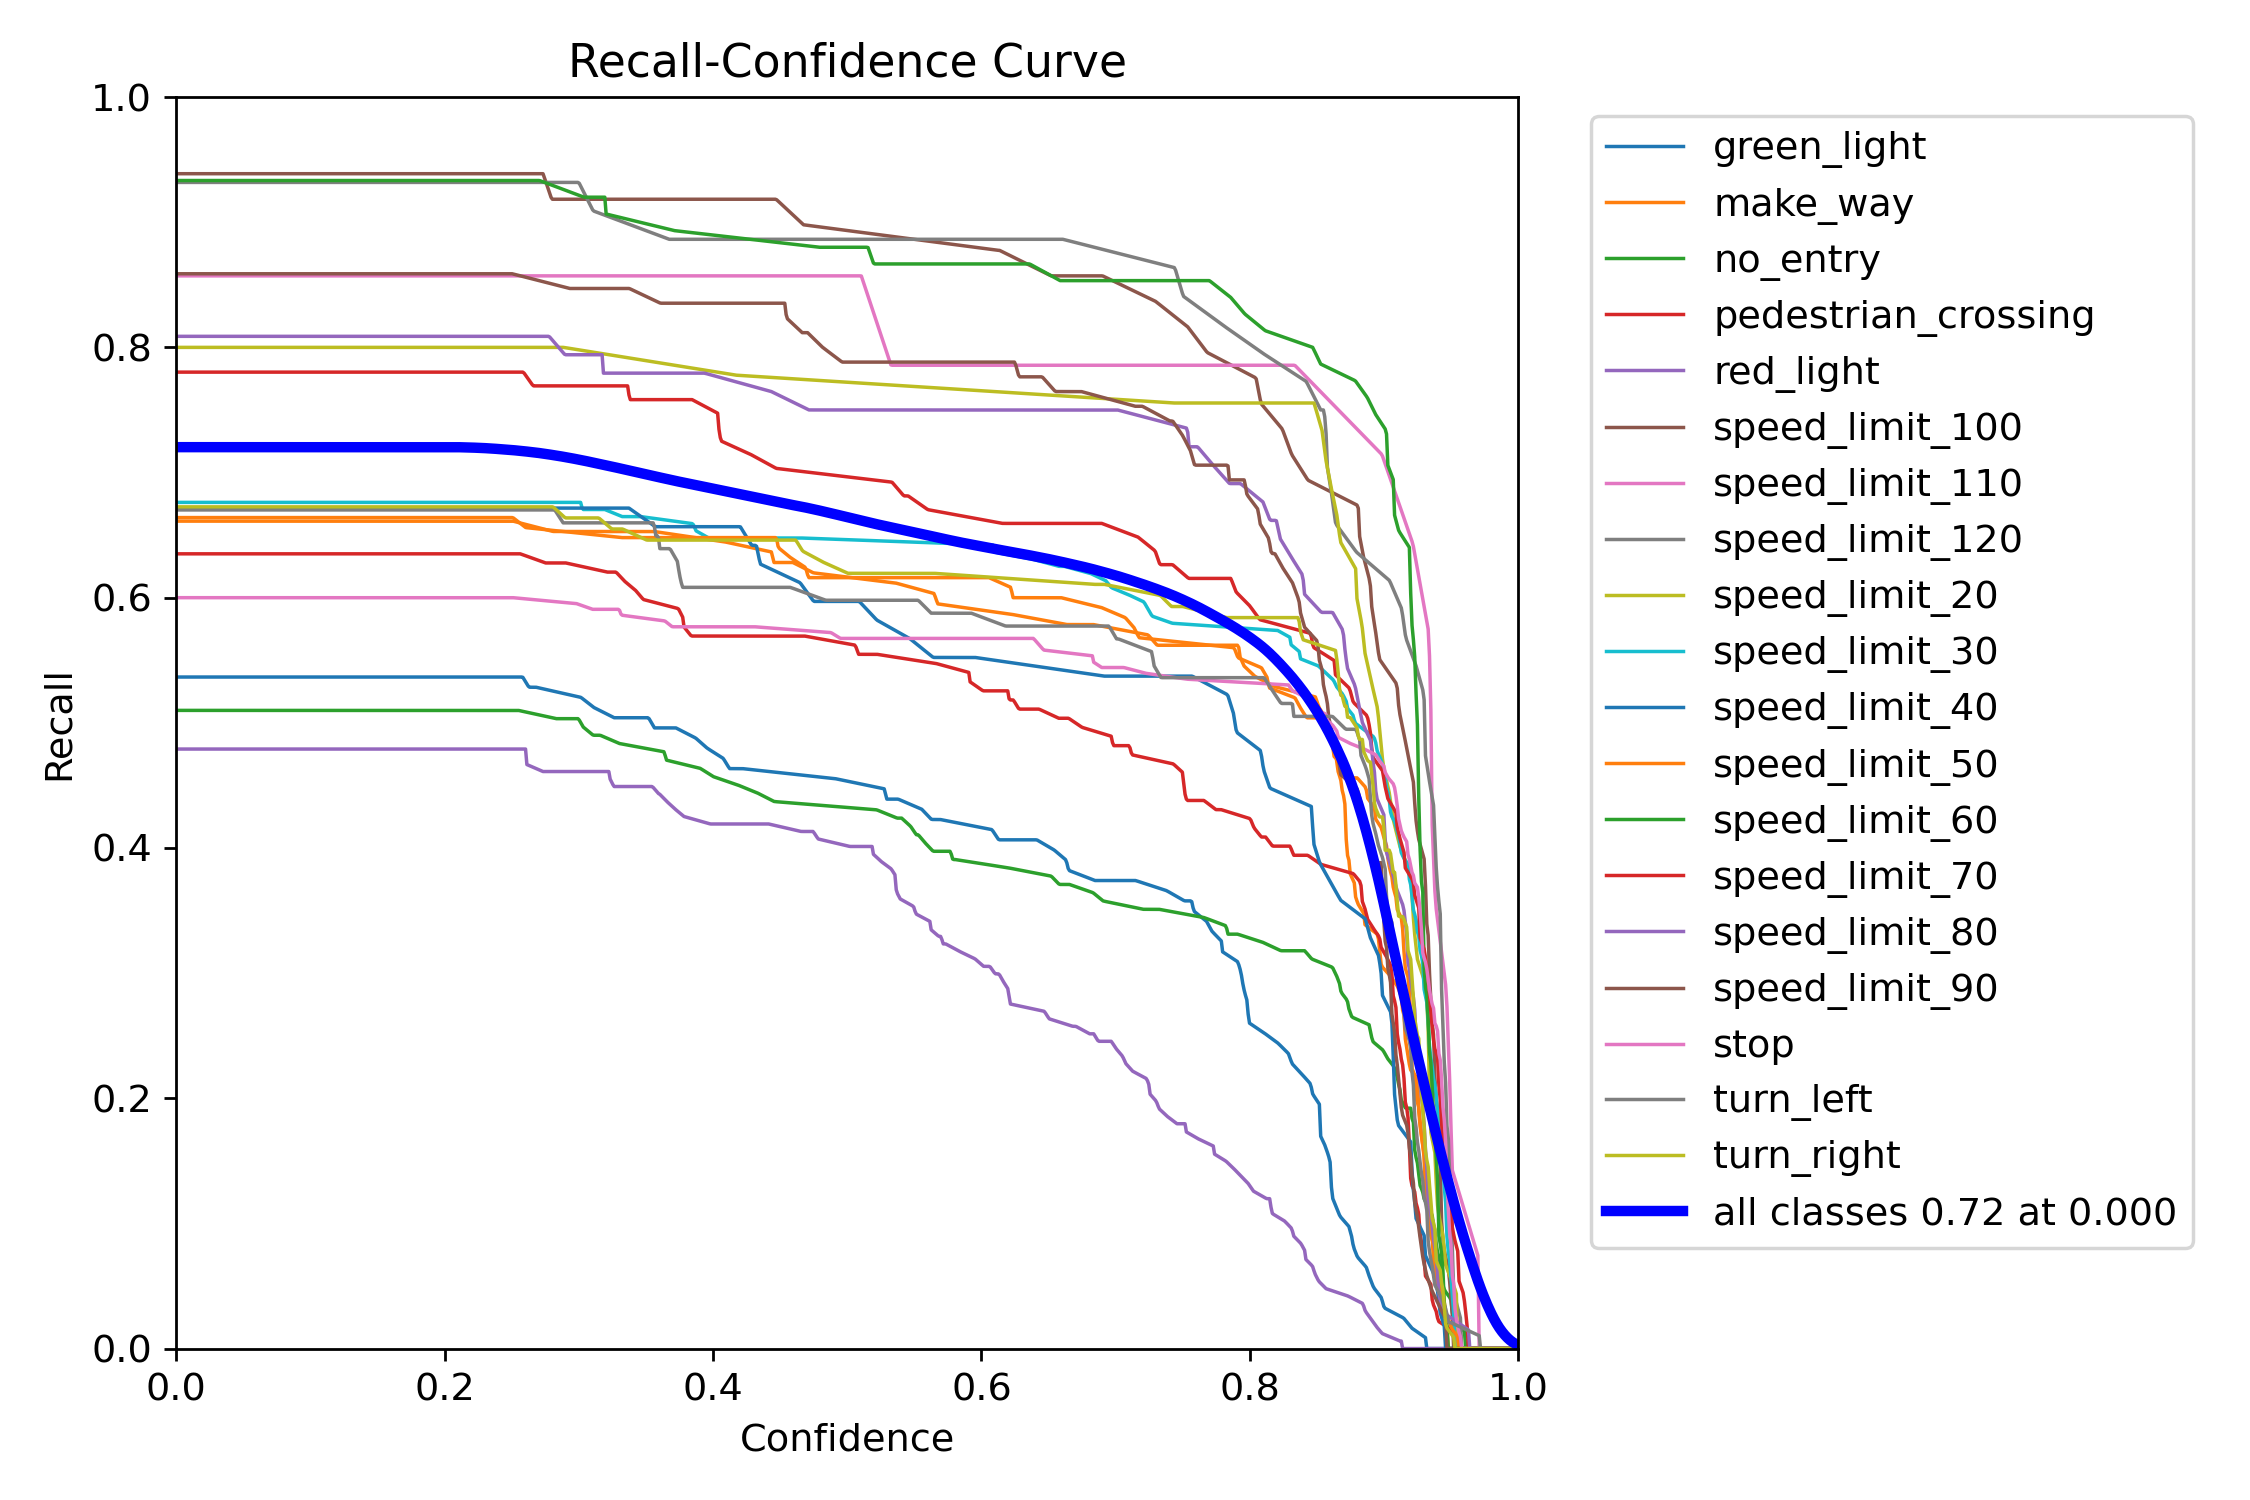 Recall-Confidence Curve
1.0
0.8
0.6
0.4
0.2
0.0
Recall
0.0 0.2 0.4 0.6 0.8 1.0
Confidence
green_light
make_way
no_entry
pedestrian_crossing
red_light
speed_limit_100
speed_limit_110
speed_limit_120
speed_limit_20
speed_limit_30
speed_limit_40
speed_limit_50
speed_limit_60
speed_limit_70
speed_limit_80
speed_limit_90
stop
turn_left
turn_right
all classes 0.72 at 0.000